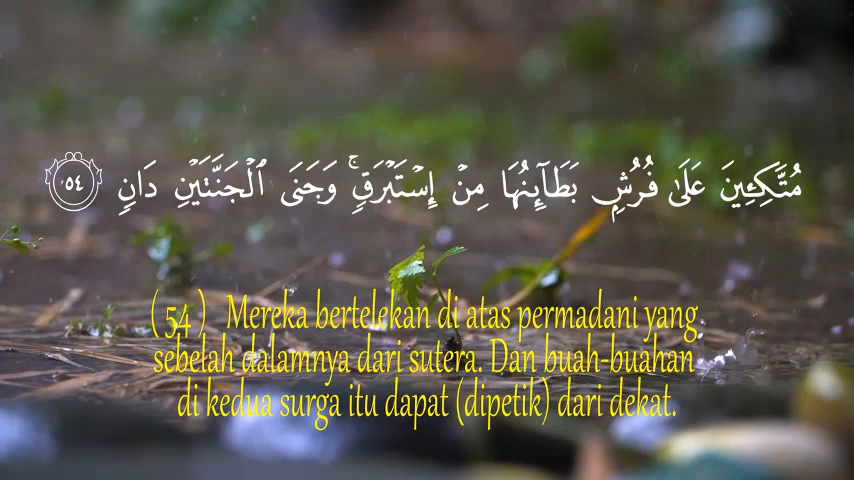 مُتَّكِـِٔينَ عَلَىٰ فُرُشٍۭ بَطَآئِنُهَا مِنْ إِسْتَبْرَقٍۢ ۚ وَجَنَى ٱلْجَنَّتَيْنِ دَانٍۢ ٥٤
( 54 ) Mereka bertelekan di atas permadani yang
sebelah dalamnya dari sutera. Dan buah-buahan
di kedua surga itu dapat (dipetik) dari dekat.